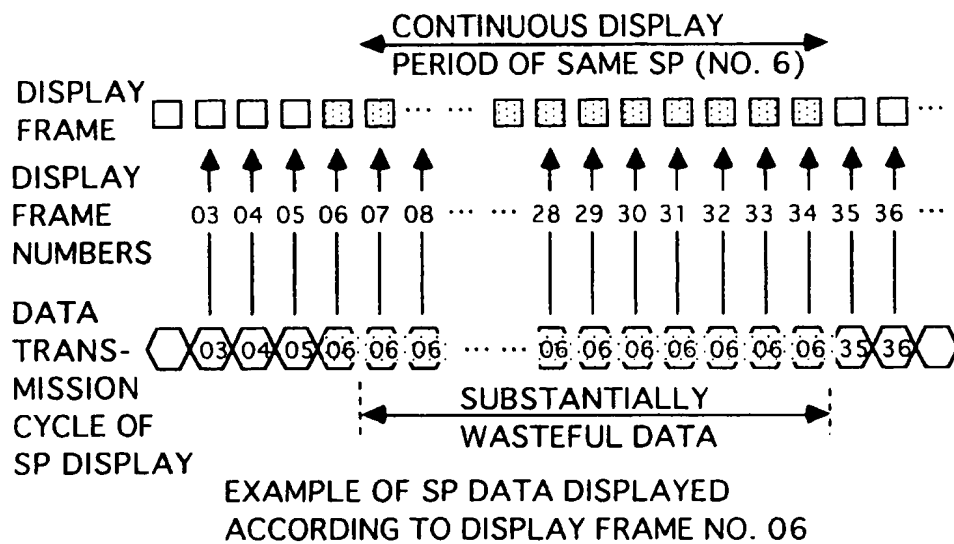 CONTINUOUS DISPLAY
PERIOD OF SAME SP (NO. 6)
DISPLAY
FRAME
... ... ...
DISPLAY
FRAME
NUMBERS
03 04 05 06 07 08 ... ... 28 29 30 31 32 33 34 35 36 ...
DATA
TRANS-
MISSION
CYCLE OF
SP DISPLAY
03 04 05 06 06 06 ... ... 06 06 06 06 06 06 06 35 36
SUBSTANTIALLY
WASTEFUL DATA
EXAMPLE OF SP DATA DISPLAYED
ACCORDING TO DISPLAY FRAME NO. 06